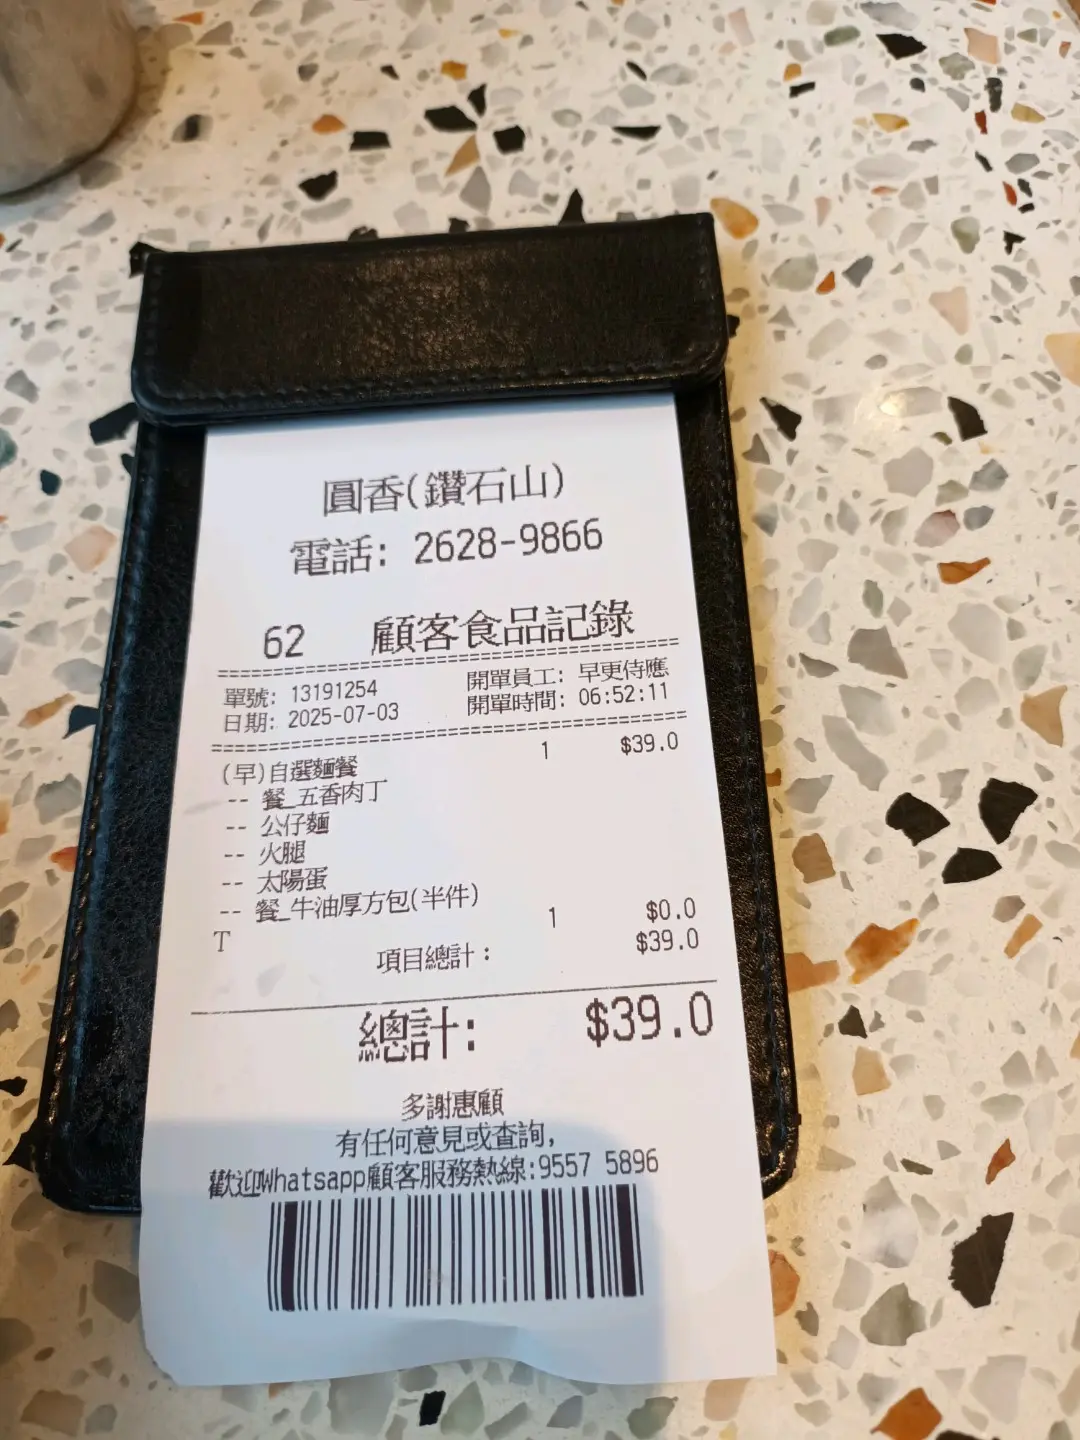 圓香(鑽石山)
電話: 2628-9866
62 顧客食品記錄
單號: 13191254 開單員工: 早更侍應
日期: 2025-07-03 開單時間: 06:52:11
(早)自選麵餐 1 $39.0
-- 餐_五香肉丁
-- 公仔麵
-- 火腿
-- 太陽蛋
-- 餐_牛油厚方包(半件)
T 1 $0.0
項目總計： $39.0
總計: $39.0
多謝惠顧
有任何意見或查詢,
歡迎Whatsapp顧客服務熱線:9557 5896